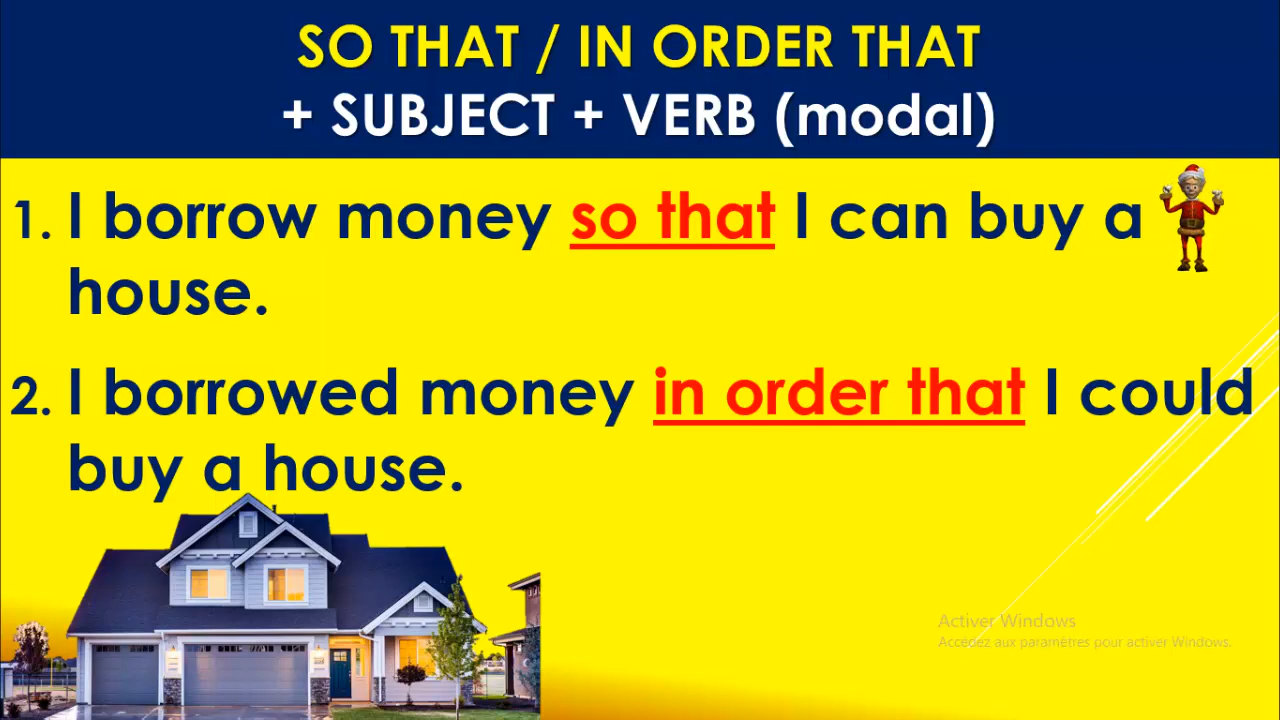 SO THAT / IN ORDER THAT
+ SUBJECT + VERB (modal)
1. I borrow money so that I can buy a
house.
2. I borrowed money in order that I could
buy a house.
Activer Windows
Accédez aux paramètres pour activer Windows.